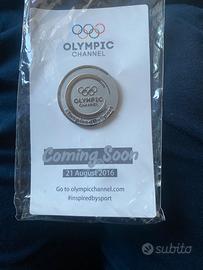 OLYMPIC
CHANNEL
OLYMPIC
CHANNEL
Coming Soon
21 August 2016
Go to olympicchannel.com
#inspiredbysport
subito